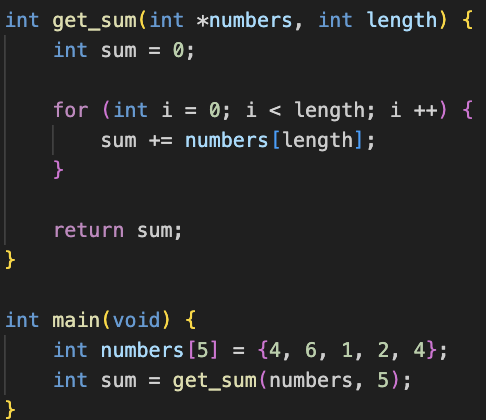 int get_sum(int *numbers, int length) {
    int sum = 0;

    for (int i = 0; i < length; i ++) {
        sum += numbers[length];
    }

    return sum;
}

int main(void) {
    int numbers[5] = {4, 6, 1, 2, 4};
    int sum = get_sum(numbers, 5);
}